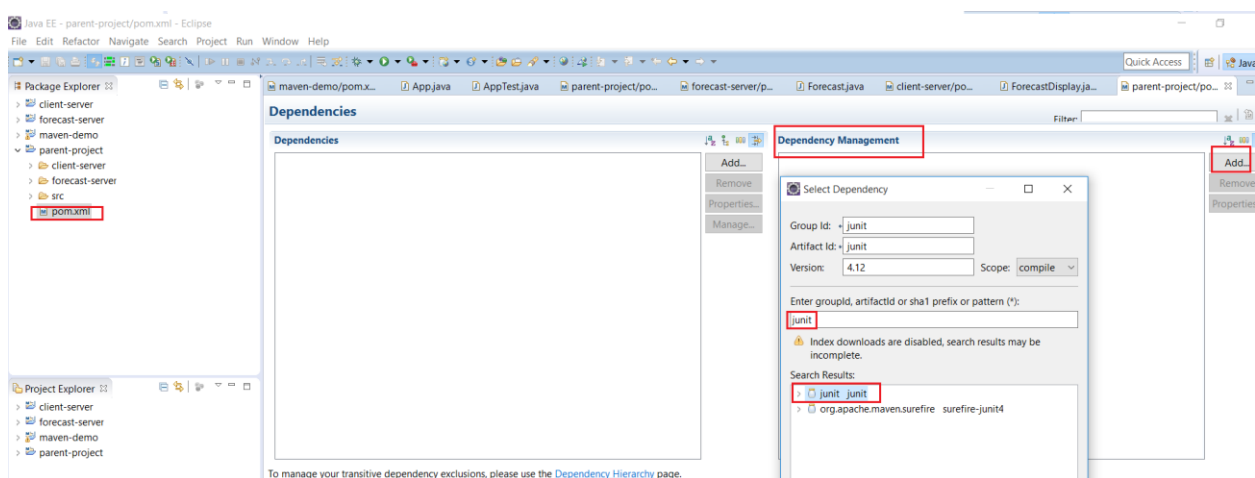 Java EE - parent-project/pom.xml - Eclipse
File Edit Refactor Navigate Search Project Run Window Help
Quick Access
Java
Package Explorer
maven-demo/pom.x...
App.java
AppTest.java
parent-project/po...
forecast-server/p...
Forecast.java
client-server/po...
ForecastDisplay.ja...
parent-project/po...
client-server
forecast-server
maven-demo
parent-project
client-server
forecast-server
src
pom.xml
Dependencies
Filter:
Dependencies
Add...
Remove
Properties...
Manage...
Dependency Management
Add...
Remove
Properties
Select Dependency
Group Id: * junit
Artifact Id: * junit
Version: 4.12 Scope: compile
Enter groupId, artifactId or sha1 prefix or pattern (*):
junit
Index downloads are disabled, search results may be
incomplete.
Search Results:
junit junit
org.apache.maven.surefire surefire-junit4
Project Explorer
client-server
forecast-server
maven-demo
parent-project
To manage your transitive dependency exclusions, please use the Dependency Hierarchy page.